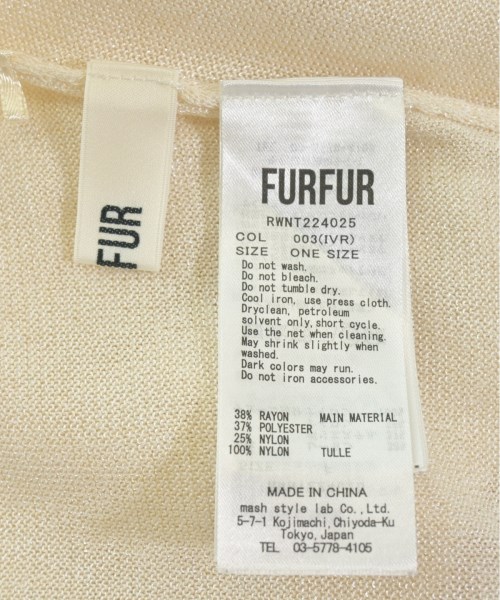 FUR
FURFUR
RWNT224025
COL 003(IVR)
SIZE ONE SIZE
Do not wash.
Do not bleach.
Do not tumble dry.
Cool iron, use press cloth.
Dryclean, petroleum
solvent only, short cycle.
Use the net when cleaning.
May shrink slightly when
washed.
Dark colors may run.
Do not iron accessories.
38% RAYON MAIN MATERIAL
37% POLYESTER
25% NYLON
100% NYLON TULLE
MADE IN CHINA
mash style lab Co., Ltd.
5-7-1 Kojimachi, Chiyoda-Ku
Tokyo, Japan
TEL 03-5778-4105